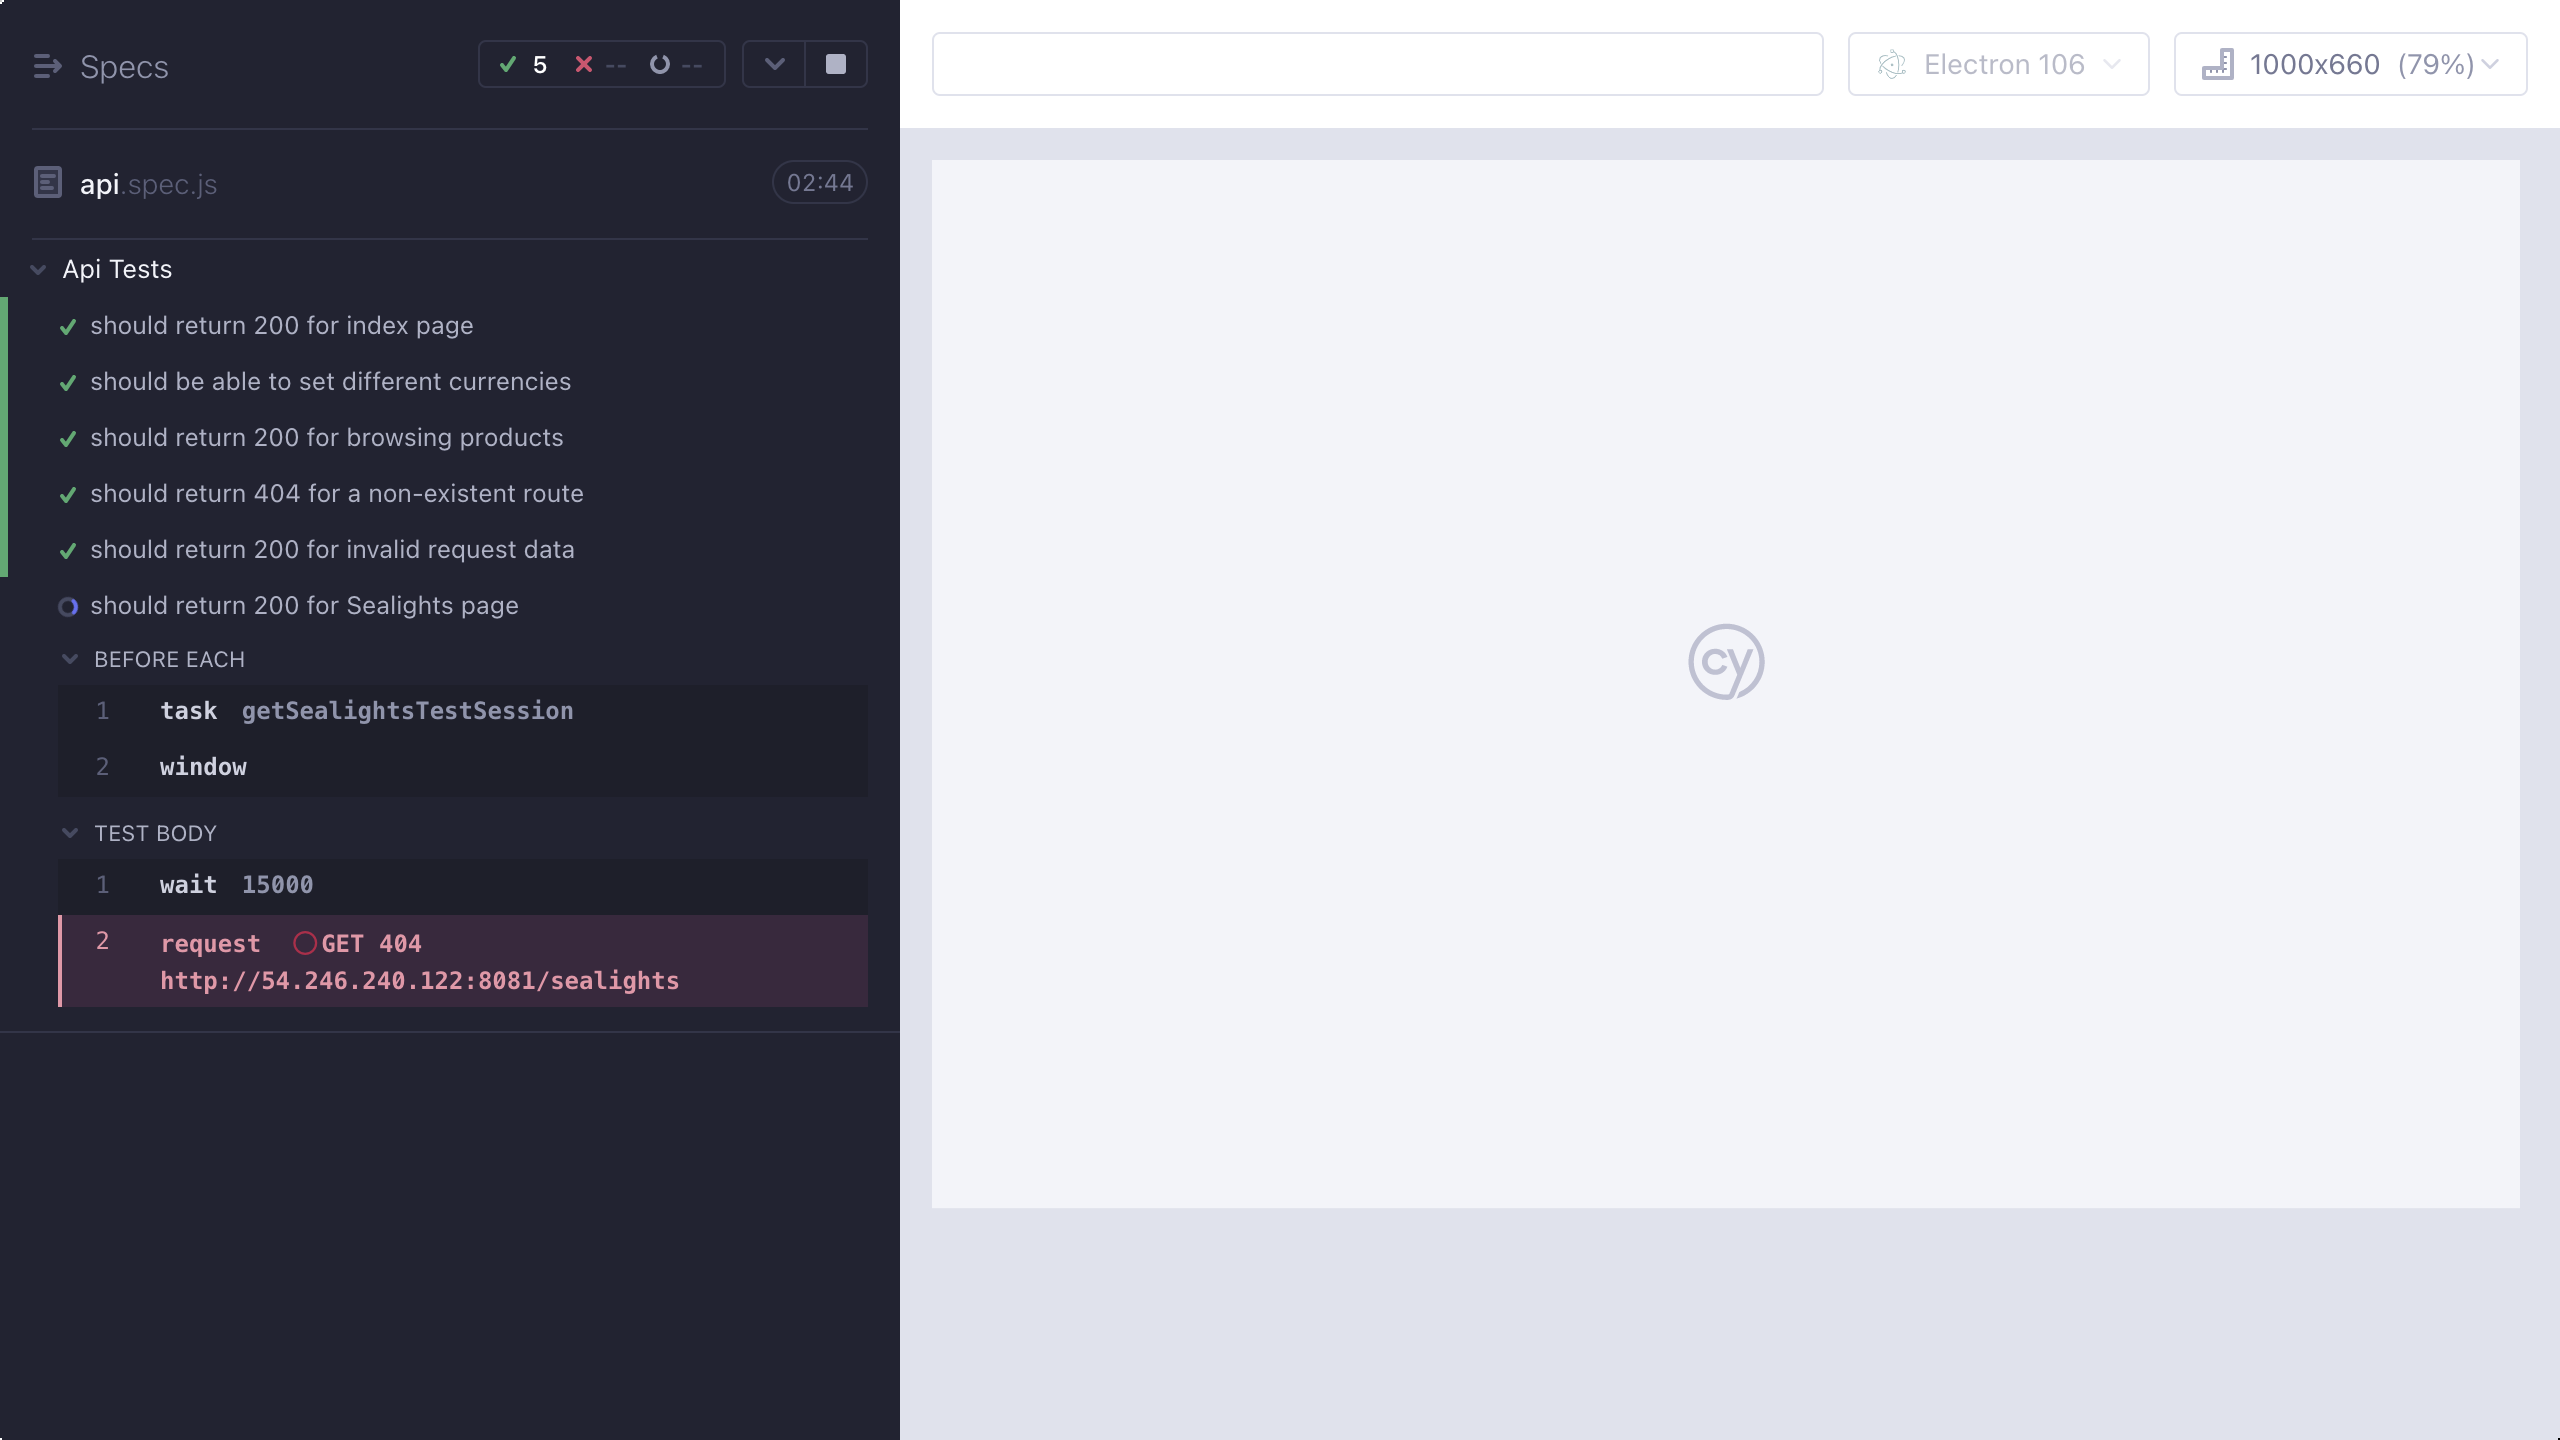 Specs
5 -- --
api.spec.js
02:44
Api Tests
should return 200 for index page
should be able to set different currencies
should return 200 for browsing products
should return 404 for a non-existent route
should return 200 for invalid request data
should return 200 for Sealights page
BEFORE EACH
1 task getSealightsTestSession
2 window
TEST BODY
1 wait 15000
2 request GET 404
http://54.246.240.122:8081/sealights
Electron 106
1000x660 (79%)
cy